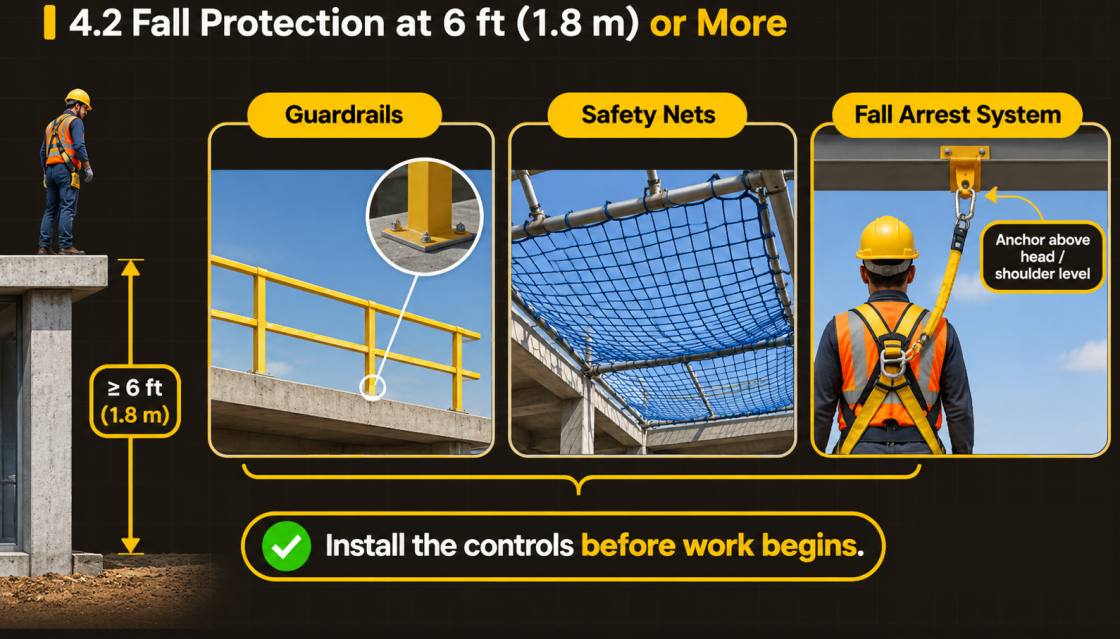 4.2 Fall Protection at 6 ft (1.8 m) or More
Guardrails
Safety Nets
Fall Arrest System
Anchor above
head /
shoulder level
≥ 6 ft
(1.8 m)
Install the controls before work begins.